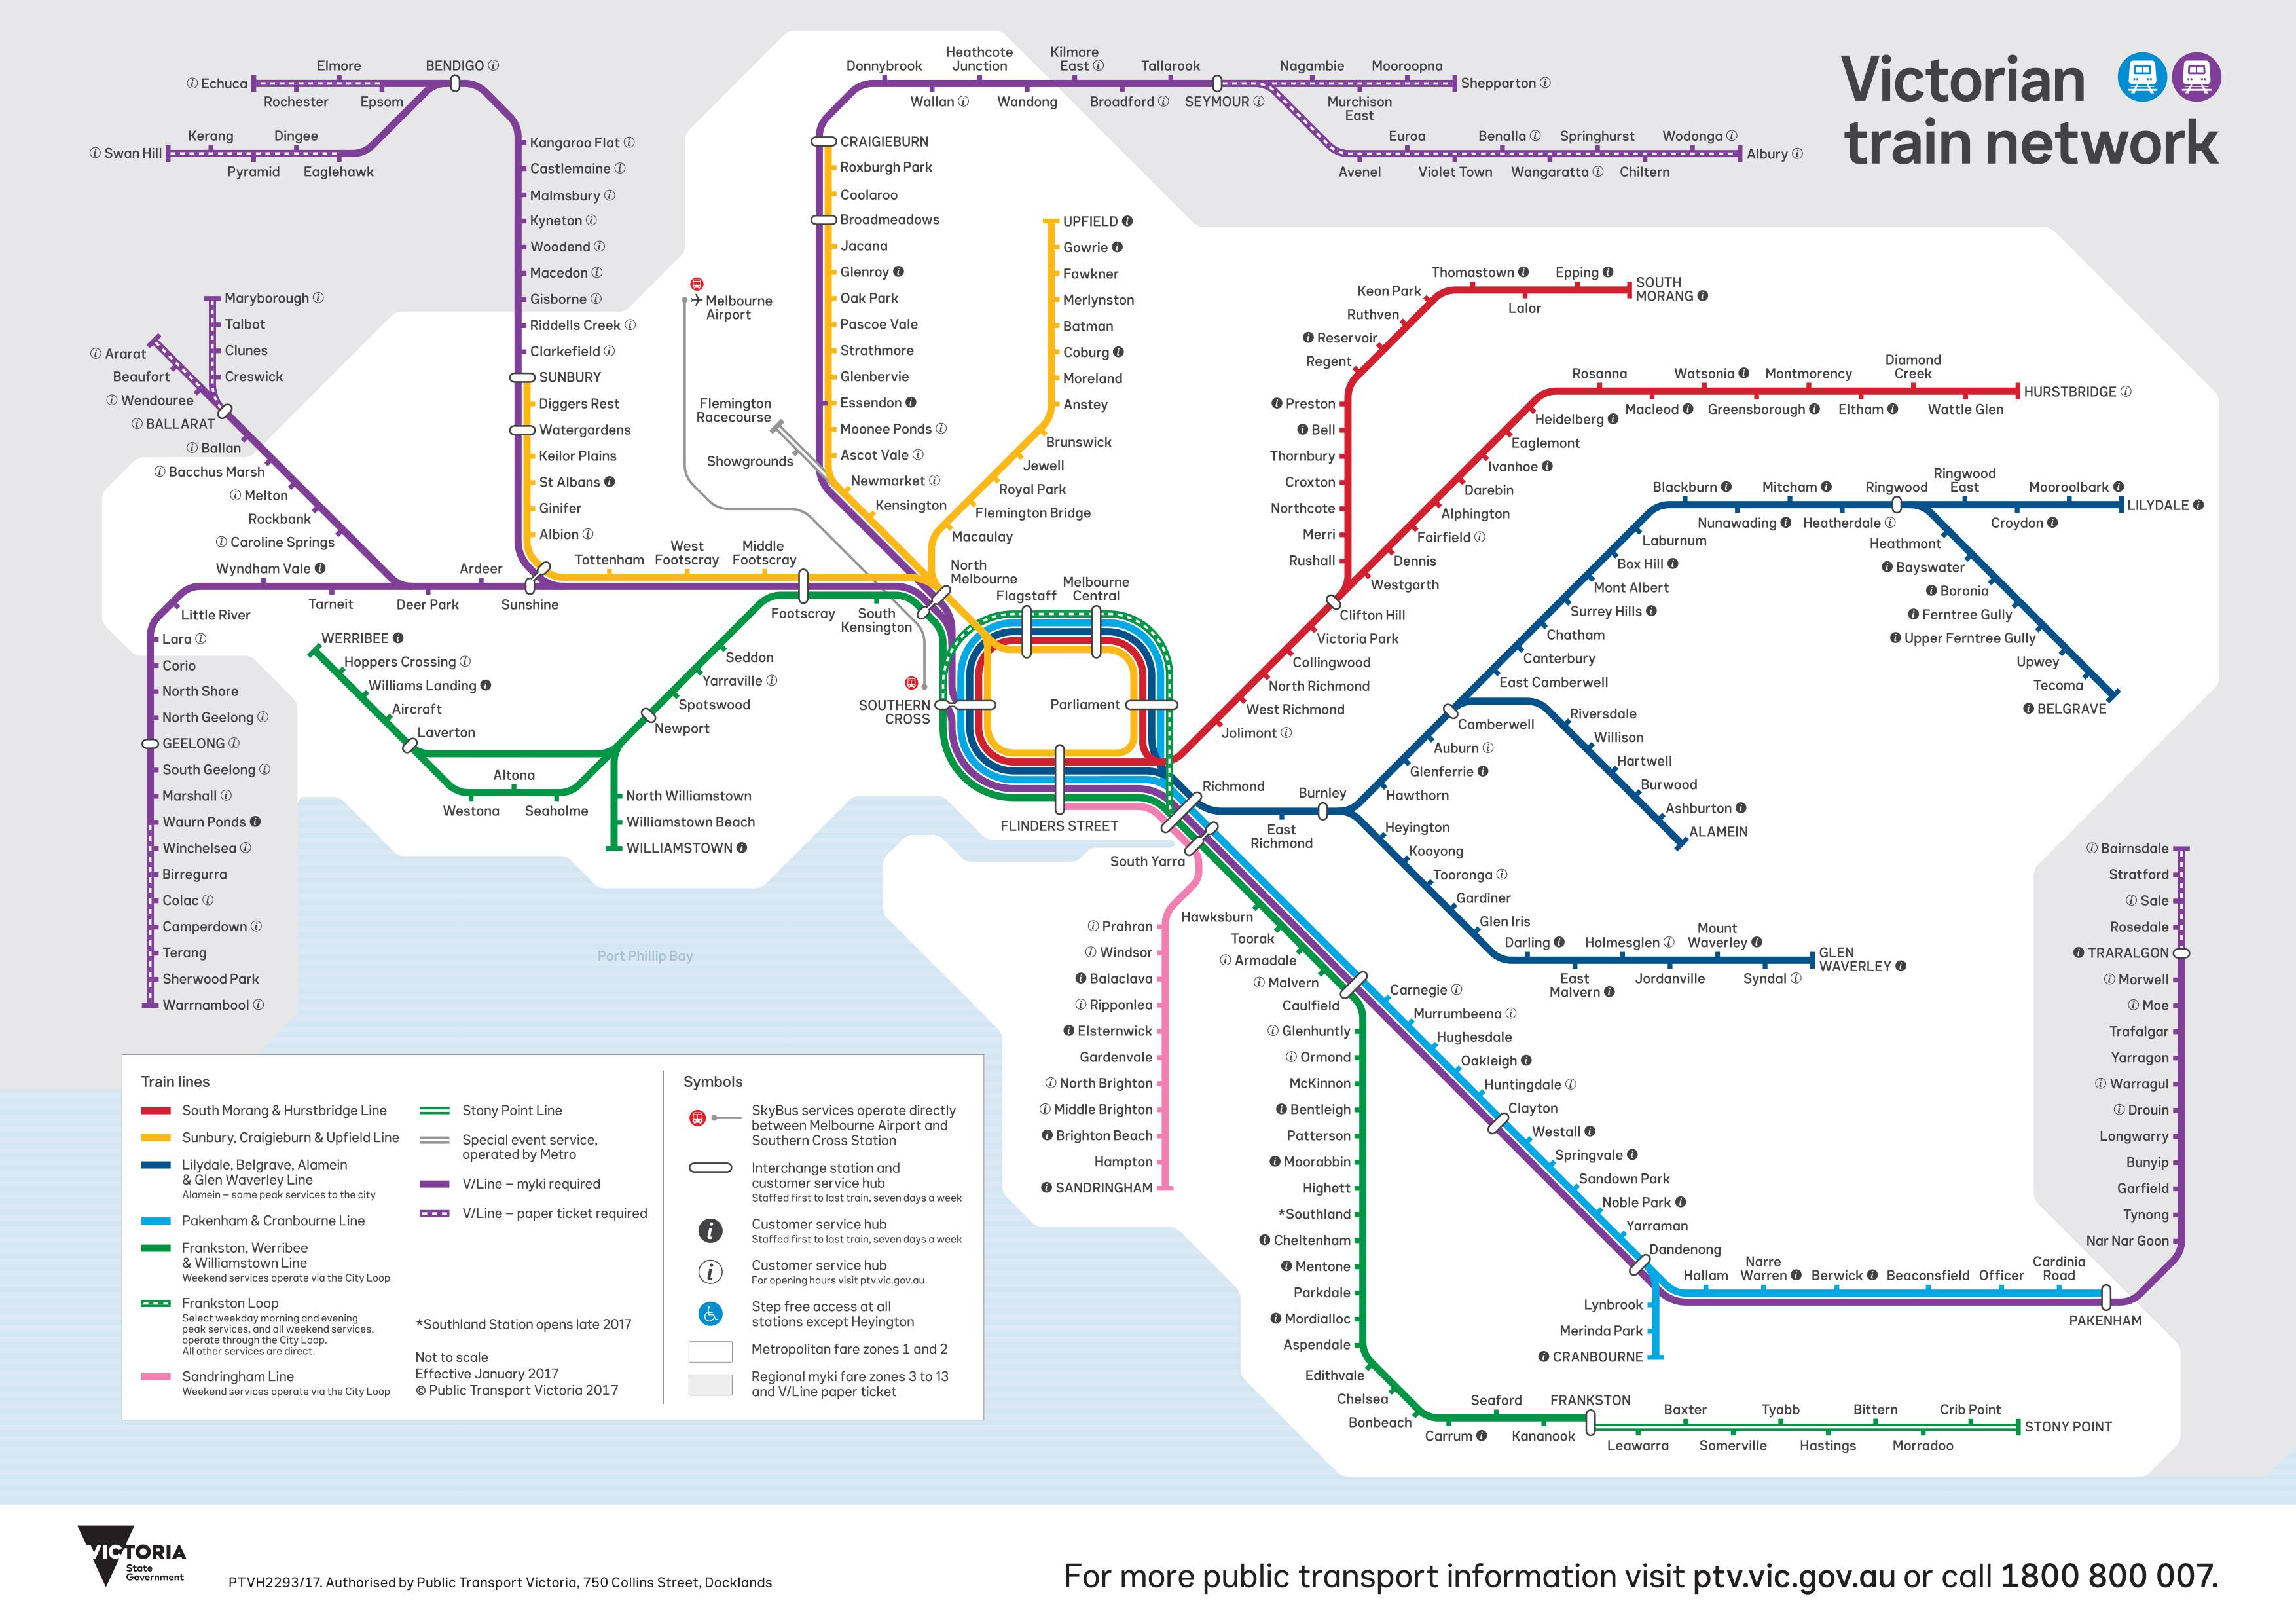 Victorian
train network
Echuca
Elmore
Rochester
Epsom
BENDIGO
Swan Hill
Kerang
Dingee
Pyramid
Eaglehawk
Kangaroo Flat
Castlemaine
Malmsbury
Kyneton
Woodend
Macedon
Gisborne
Riddells Creek
Clarkefield
SUNBURY
Diggers Rest
Watergardens
Keilor Plains
St Albans
Ginifer
Albion
Maryborough
Talbot
Clunes
Creswick
Ararat
Beaufort
Wendouree
BALLARAT
Ballan
Bacchus Marsh
Melton
Rockbank
Caroline Springs
Wyndham Vale
Tarneit
Deer Park
Ardeer
Sunshine
Tottenham
West
Footscray
Middle
Footscray
Footscray
South
Kensington
Little River
Lara
Corio
North Shore
North Geelong
GEELONG
South Geelong
Marshall
Waurn Ponds
Winchelsea
Birregurra
Colac
Camperdown
Terang
Sherwood Park
Warrnambool
WERRIBEE
Hoppers Crossing
Williams Landing
Aircraft
Laverton
Westona
Altona
Seaholme
Seddon
Yarraville
Spotswood
Newport
North Williamstown
Williamstown Beach
WILLIAMSTOWN
Donnybrook
Heathcote
Junction
Kilmore
East
Tallarook
Wallan
Wandong
Broadford
SEYMOUR
Nagambie
Mooroopna
Murchison
East
Shepparton
Euroa
Benalla
Springhurst
Wodonga
Avenel
Violet Town
Wangaratta
Chiltern
Albury
CRAIGIEBURN
Roxburgh Park
Coolaroo
Broadmeadows
Jacana
Glenroy
Oak Park
Pascoe Vale
Strathmore
Glenbervie
Essendon
Moonee Ponds
Ascot Vale
Newmarket
Kensington
Melbourne
Airport
Flemington
Racecourse
Showgrounds
UPFIELD
Gowrie
Fawkner
Merlynston
Batman
Coburg
Moreland
Anstey
Brunswick
Jewell
Royal Park
Flemington Bridge
Macaulay
North
Melbourne
Flagstaff
Melbourne
Central
Parliament
SOUTHERN
CROSS
FLINDERS STREET
SOUTH
MORANG
Epping
Lalor
Thomastown
Keon Park
Ruthven
Reservoir
Regent
Preston
Bell
Thornbury
Croxton
Northcote
Merri
Rushall
HURSTBRIDGE
Wattle Glen
Diamond
Creek
Eltham
Montmorency
Greensborough
Watsonia
Macleod
Rosanna
Heidelberg
Eaglemont
Ivanhoe
Darebin
Alphington
Fairfield
Dennis
Westgarth
Clifton Hill
Victoria Park
Collingwood
North Richmond
West Richmond
Jolimont
Richmond
East
Richmond
Burnley
Hawthorn
Glenferrie
Auburn
Camberwell
East Camberwell
Canterbury
Chatham
Surrey Hills
Mont Albert
Box Hill
Laburnum
Blackburn
Nunawading
Mitcham
Heatherdale
Ringwood
Ringwood
East
Croydon
Mooroolbark
LILYDALE
Heathmont
Bayswater
Boronia
Ferntree Gully
Upper Ferntree Gully
Upwey
Tecoma
BELGRAVE
Riversdale
Willison
Hartwell
Burwood
Ashburton
ALAMEIN
Heyington
Kooyong
Tooronga
Gardiner
Glen Iris
Darling
East
Malvern
Holmesglen
Jordanville
Mount
Waverley
Syndal
GLEN
WAVERLEY
South Yarra
Prahran
Windsor
Balaclava
Ripponlea
Elsternwick
Gardenvale
North Brighton
Middle Brighton
Brighton Beach
Hampton
SANDRINGHAM
Hawksburn
Toorak
Armadale
Malvern
Caulfield
Glenhuntly
Ormond
McKinnon
Bentleigh
Patterson
Moorabbin
Highett
*Southland
Cheltenham
Mentone
Parkdale
Mordialloc
Aspendale
Edithvale
Chelsea
Bonbeach
Carrum
Seaford
Kananook
FRANKSTON
Leawarra
Baxter
Somerville
Tyabb
Hastings
Bittern
Morradoo
Crib Point
STONY POINT
Carnegie
Murrumbeena
Hughesdale
Oakleigh
Huntingdale
Clayton
Westall
Springvale
Sandown Park
Noble Park
Yarraman
Dandenong
Lynbrook
Merinda Park
CRANBOURNE
Hallam
Narre
Warren
Berwick
Beaconsfield
Officer
Cardinia
Road
PAKENHAM
Bairnsdale
Stratford
Sale
Rosedale
TRARALGON
Morwell
Moe
Trafalgar
Yarragon
Warragul
Drouin
Longwarry
Bunyip
Garfield
Tynong
Nar Nar Goon
Port Phillip Bay
Train lines
South Morang & Hurstbridge Line
Sunbury, Craigieburn & Upfield Line
Lilydale, Belgrave, Alamein
& Glen Waverley Line
Alamein – some peak services to the city
Pakenham & Cranbourne Line
Frankston, Werribee
& Williamstown Line
Weekend services operate via the City Loop
Frankston Loop
Select weekday morning and evening
peak services, and all weekend services,
operate through the City Loop.
All other services are direct.
Sandringham Line
Weekend services operate via the City Loop
Stony Point Line
Special event service,
operated by Metro
V/Line – myki required
V/Line – paper ticket required
*Southland Station opens late 2017
Not to scale
Effective January 2017
© Public Transport Victoria 2017
Symbols
SkyBus services operate directly
between Melbourne Airport and
Southern Cross Station
Interchange station and
customer service hub
Staffed first to last train, seven days a week
Customer service hub
Staffed first to last train, seven days a week
Customer service hub
For opening hours visit ptv.vic.gov.au
Step free access at all
stations except Heyington
Metropolitan fare zones 1 and 2
Regional myki fare zones 3 to 13
and V/Line paper ticket
VICTORIA
State
Government
PTVH2293/17. Authorised by Public Transport Victoria, 750 Collins Street, Docklands
For more public transport information visit ptv.vic.gov.au or call 1800 800 007.